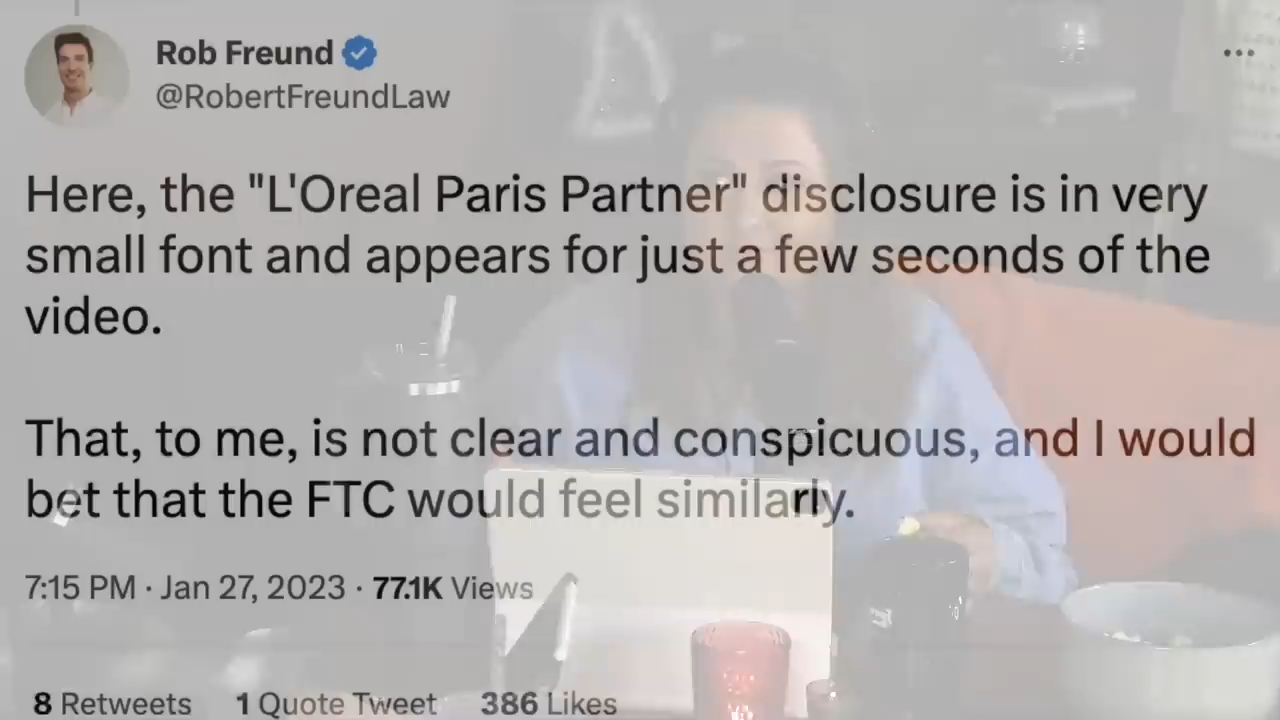 Rob Freund
@RobertFreundLaw
Here, the "L'Oreal Paris Partner" disclosure is in very
small font and appears for just a few seconds of the
video.
That, to me, is not clear and conspicuous, and I would
bet that the FTC would feel similarly.
7:15 PM · Jan 27, 2023 · 77.1K Views
8 Retweets 1 Quote Tweet 386 Likes